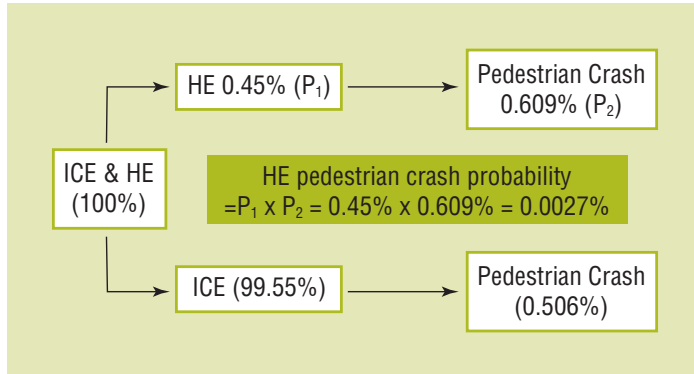 HE 0.45% (P₁)
Pedestrian Crash
0.609% (P₂)
ICE & HE
(100%)
HE pedestrian crash probability
=P₁ x P₂ = 0.45% x 0.609% = 0.0027%
ICE (99.55%)
Pedestrian Crash
(0.506%)